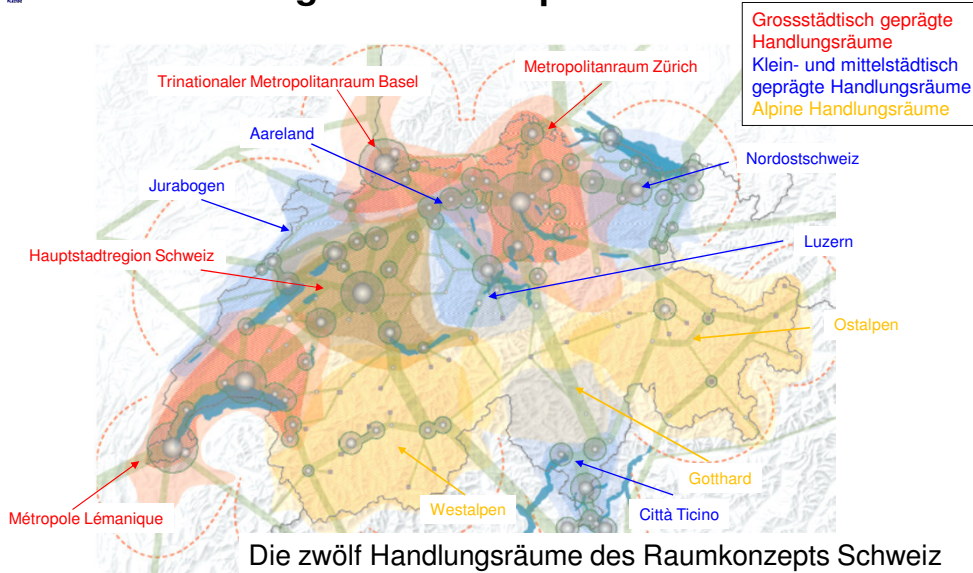 Grossstädtisch geprägte
Handlungsräume
Klein- und mittelstädtisch
geprägte Handlungsräume
Alpine Handlungsräume
Trinationaler Metropolitanraum Basel
Metropolitanraum Zürich
Aareland
Nordostschweiz
Jurabogen
Luzern
Hauptstadtregion Schweiz
Ostalpen
Gotthard
Westalpen
Città Ticino
Métropole Lémanique
Die zwölf Handlungsräume des Raumkonzepts Schweiz